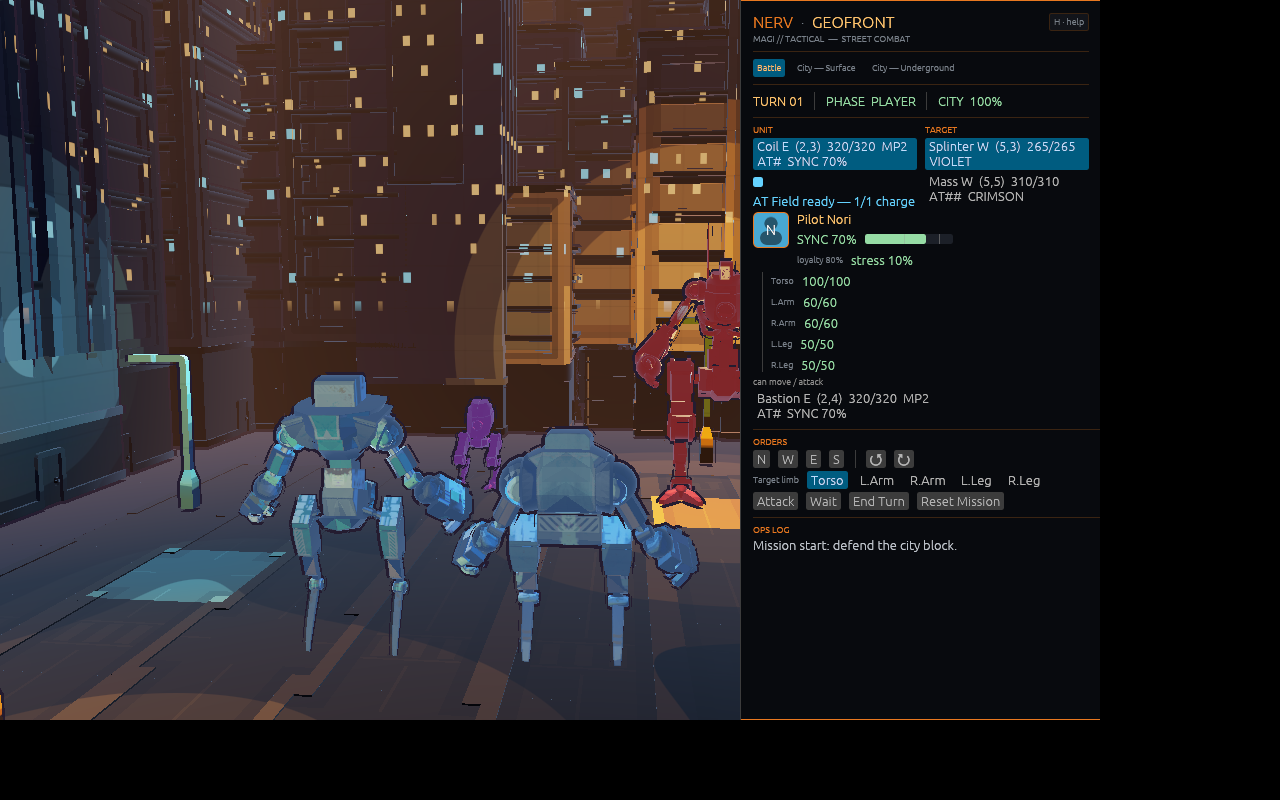 NERV · GEOFRONT
H · help
MAGI // TACTICAL — STREET COMBAT
Battle
City — Surface
City — Underground
TURN 01
PHASE PLAYER
CITY 100%
UNIT
Coil E (2,3) 320/320 MP2
AT# SYNC 70%
AT Field ready — 1/1 charge
N
Pilot Nori
SYNC 70%
loyalty 80% stress 10%
Torso 100/100
L.Arm 60/60
R.Arm 60/60
L.Leg 50/50
R.Leg 50/50
can move / attack
Bastion E (2,4) 320/320 MP2
AT# SYNC 70%
TARGET
Splinter W (5,3) 265/265
VIOLET
Mass W (5,5) 310/310
AT## CRIMSON
ORDERS
N W E S ↺ ↻
Target limb Torso L.Arm R.Arm L.Leg R.Leg
Attack Wait End Turn Reset Mission
OPS LOG
Mission start: defend the city block.